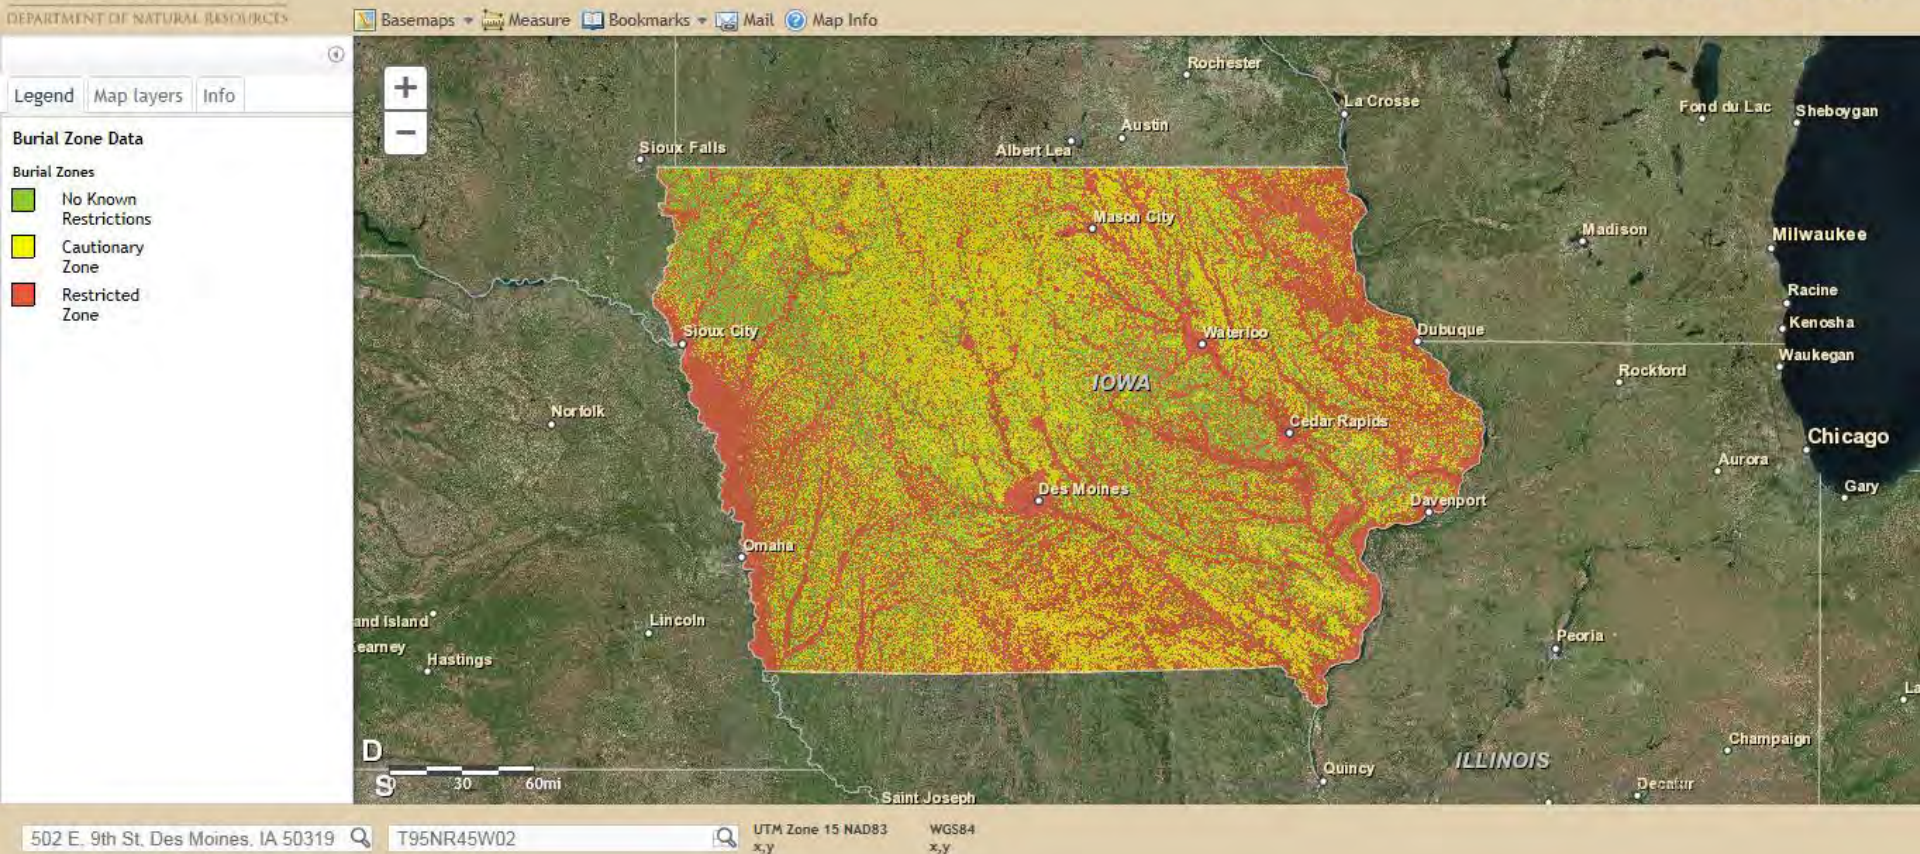 DEPARTMENT OF NATURAL RESOURCES
Basemaps Measure Bookmarks Mail Map Info
Legend Map layers Info
Burial Zone Data
Burial Zones
No Known
Restrictions
Cautionary
Zone
Restricted
Zone
+
−
Rochester
La Crosse
Fond du Lac
Sheboygan
Austin
Albert Lea
Sioux Falls
Mason City
Madison
Milwaukee
Racine
Kenosha
Waukegan
Sioux City
Waterloo
Dubuque
Rockford
IOWA
Norfolk
Cedar Rapids
Chicago
Aurora
Gary
Des Moines
Davenport
Omaha
and Island
Lincoln
earney
Hastings
Peoria
La
Champaign
ILLINOIS
Quincy
Decatur
Saint Joseph
D
S
0 30 60mi
502 E. 9th St, Des Moines, IA 50319
T95NR45W02
UTM Zone 15 NAD83
x,y
WGS84
x,y